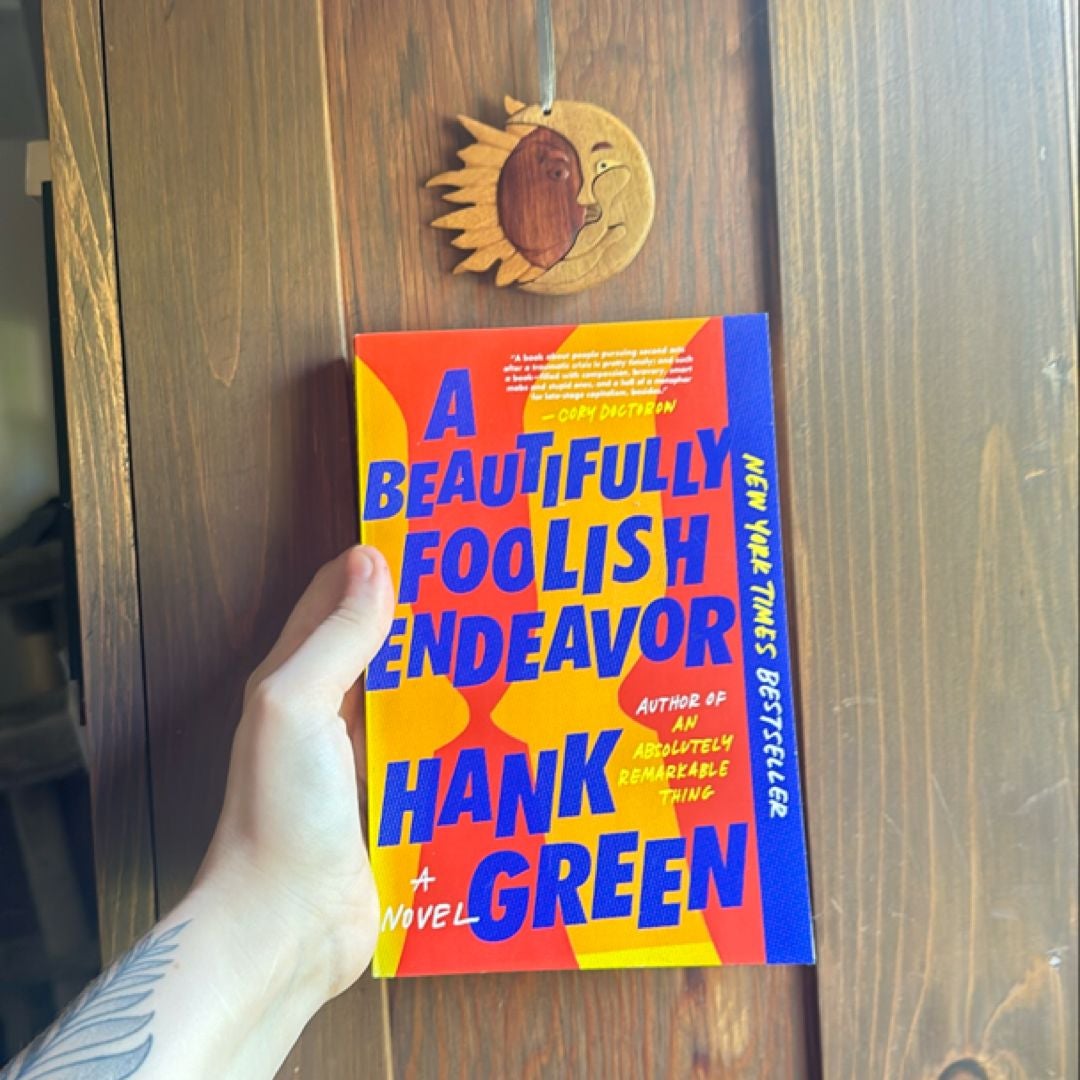 "A book about people pursuing second acts
after a traumatic crisis is pretty timely; and such
a book—filled with compassion, bravery, smart
mobs and stupid ones, and a hell of a metaphor
for late-stage capitalism, besides."
—CORY DOCTOROW
A
BEAUTIFULLY
FOOLISH
ENDEAVOR
AUTHOR OF
AN
ABSOLUTELY
REMARKABLE
THING
HANK
GREEN
A
NOVEL
NEW YORK TIMES BESTSELLER